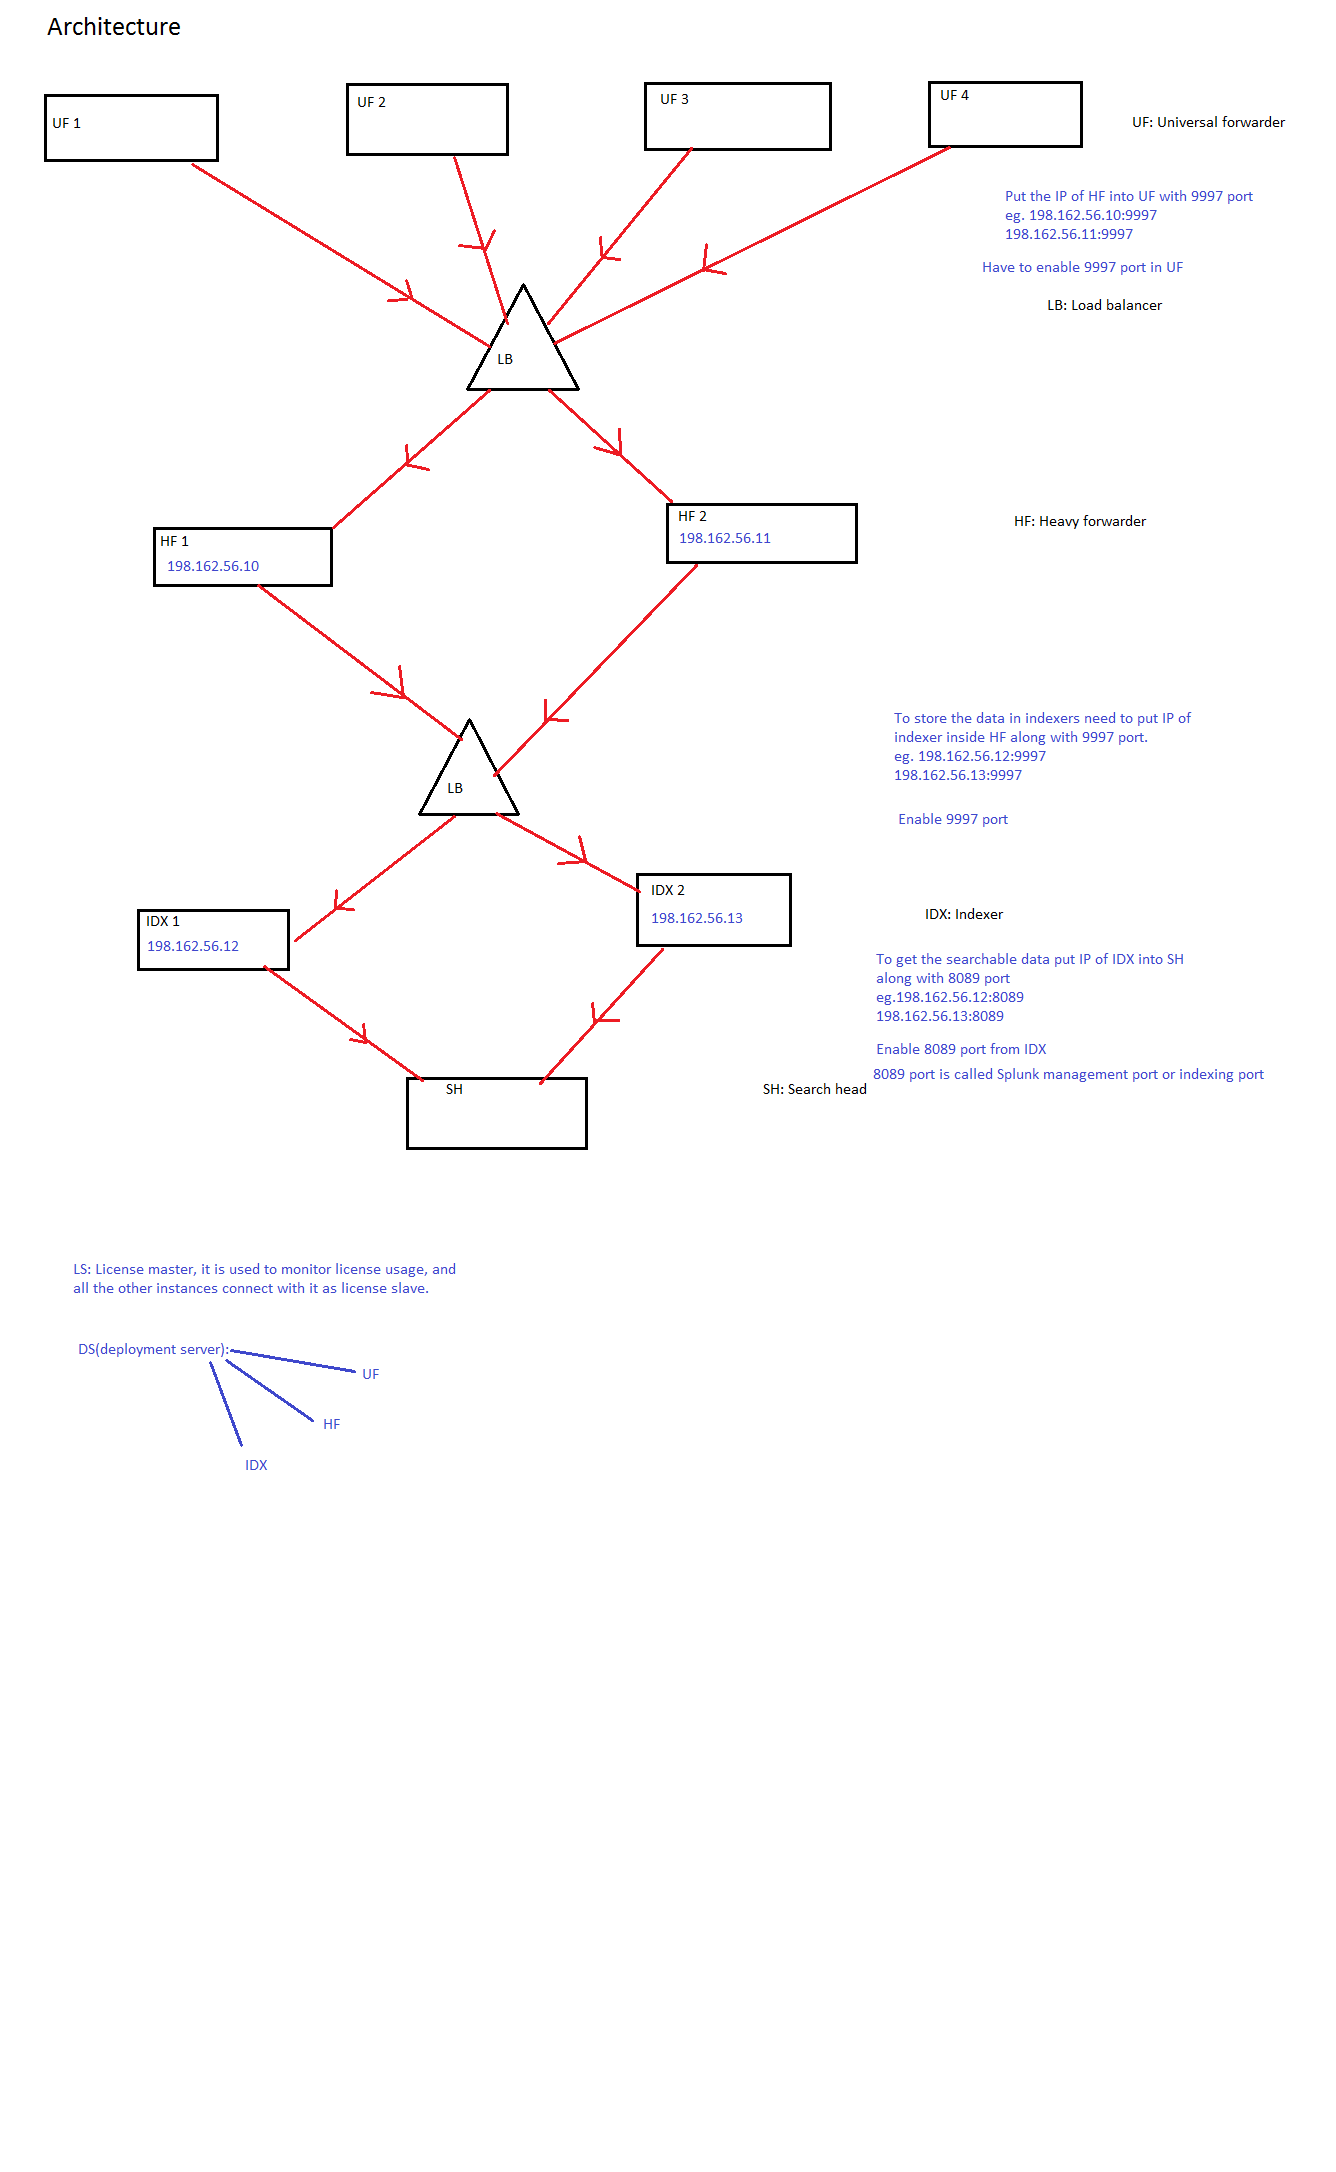 Architecture
UF 1
UF 2
UF 3
UF 4
UF: Universal forwarder
Put the IP of HF into UF with 9997 port
eg. 198.162.56.10:9997
198.162.56.11:9997
Have to enable 9997 port in UF
LB: Load balancer
LB
HF 1
198.162.56.10
HF 2
198.162.56.11
HF: Heavy forwarder
To store the data in indexers need to put IP of
indexer inside HF along with 9997 port.
eg. 198.162.56.12:9997
198.162.56.13:9997
LB
Enable 9997 port
IDX 1
198.162.56.12
IDX 2
198.162.56.13
IDX: Indexer
To get the searchable data put IP of IDX into SH
along with 8089 port
eg.198.162.56.12:8089
198.162.56.13:8089
Enable 8089 port from IDX
8089 port is called Splunk management port or indexing port
SH
SH: Search head
LS: License master, it is used to monitor license usage, and
all the other instances connect with it as license slave.
DS(deployment server):
UF
HF
IDX